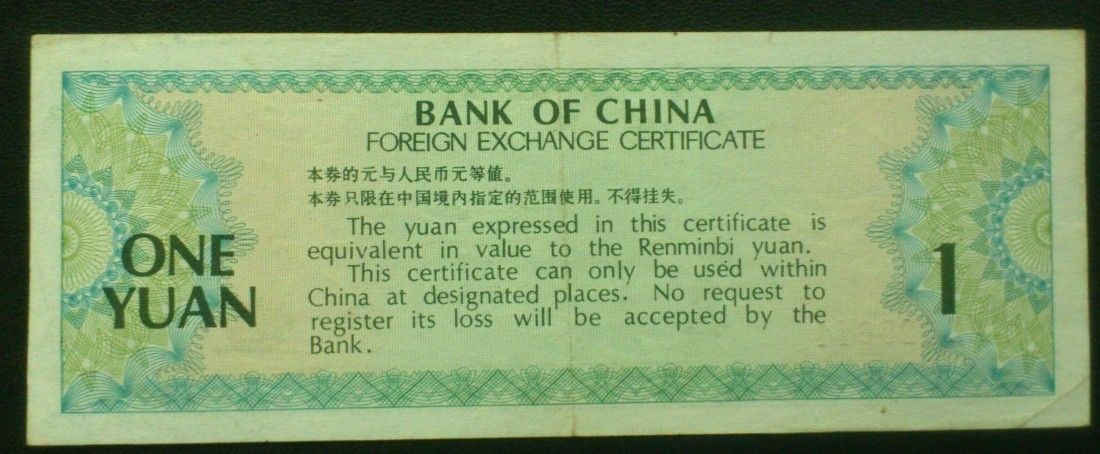 BANK OF CHINA
FOREIGN EXCHANGE CERTIFICATE
本券的元与人民币元等值。
本券只限在中国境内指定的范围使用。不得挂失。
The yuan expressed in this certificate is
equivalent in value to the Renminbi yuan.
This certificate can only be used within
China at designated places. No request to
register its loss will be accepted by the
Bank.
ONE
YUAN
1